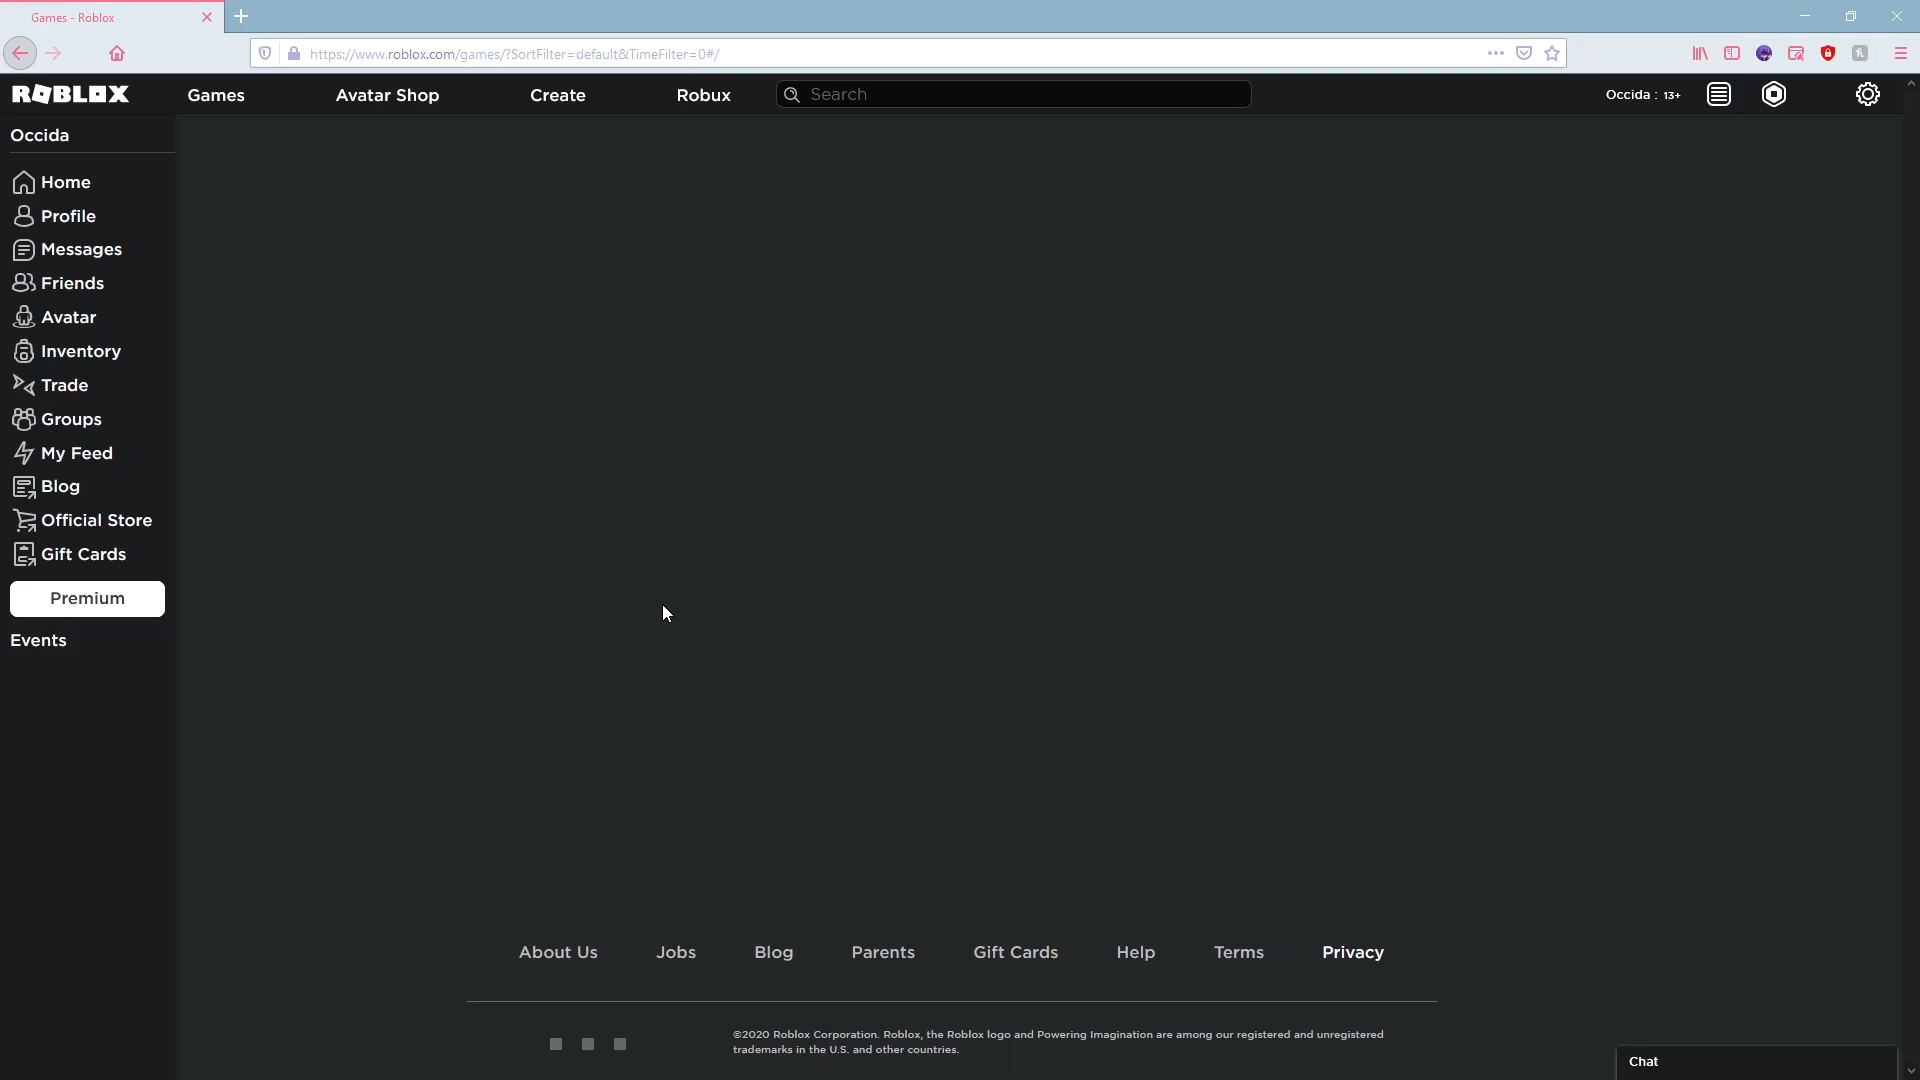 Games - Roblox
https://www.roblox.com/games/?SortFilter=default&TimeFilter=0#/
ROBLOX
Games
Avatar Shop
Create
Robux
Search
Occida : 13+
Occida
Home
Profile
Messages
Friends
Avatar
Inventory
Trade
Groups
My Feed
Blog
Official Store
Gift Cards
Premium
Events
About Us
Jobs
Blog
Parents
Gift Cards
Help
Terms
Privacy
©2020 Roblox Corporation. Roblox, the Roblox logo and Powering Imagination are among our registered and unregistered
trademarks in the U.S. and other countries.
Chat